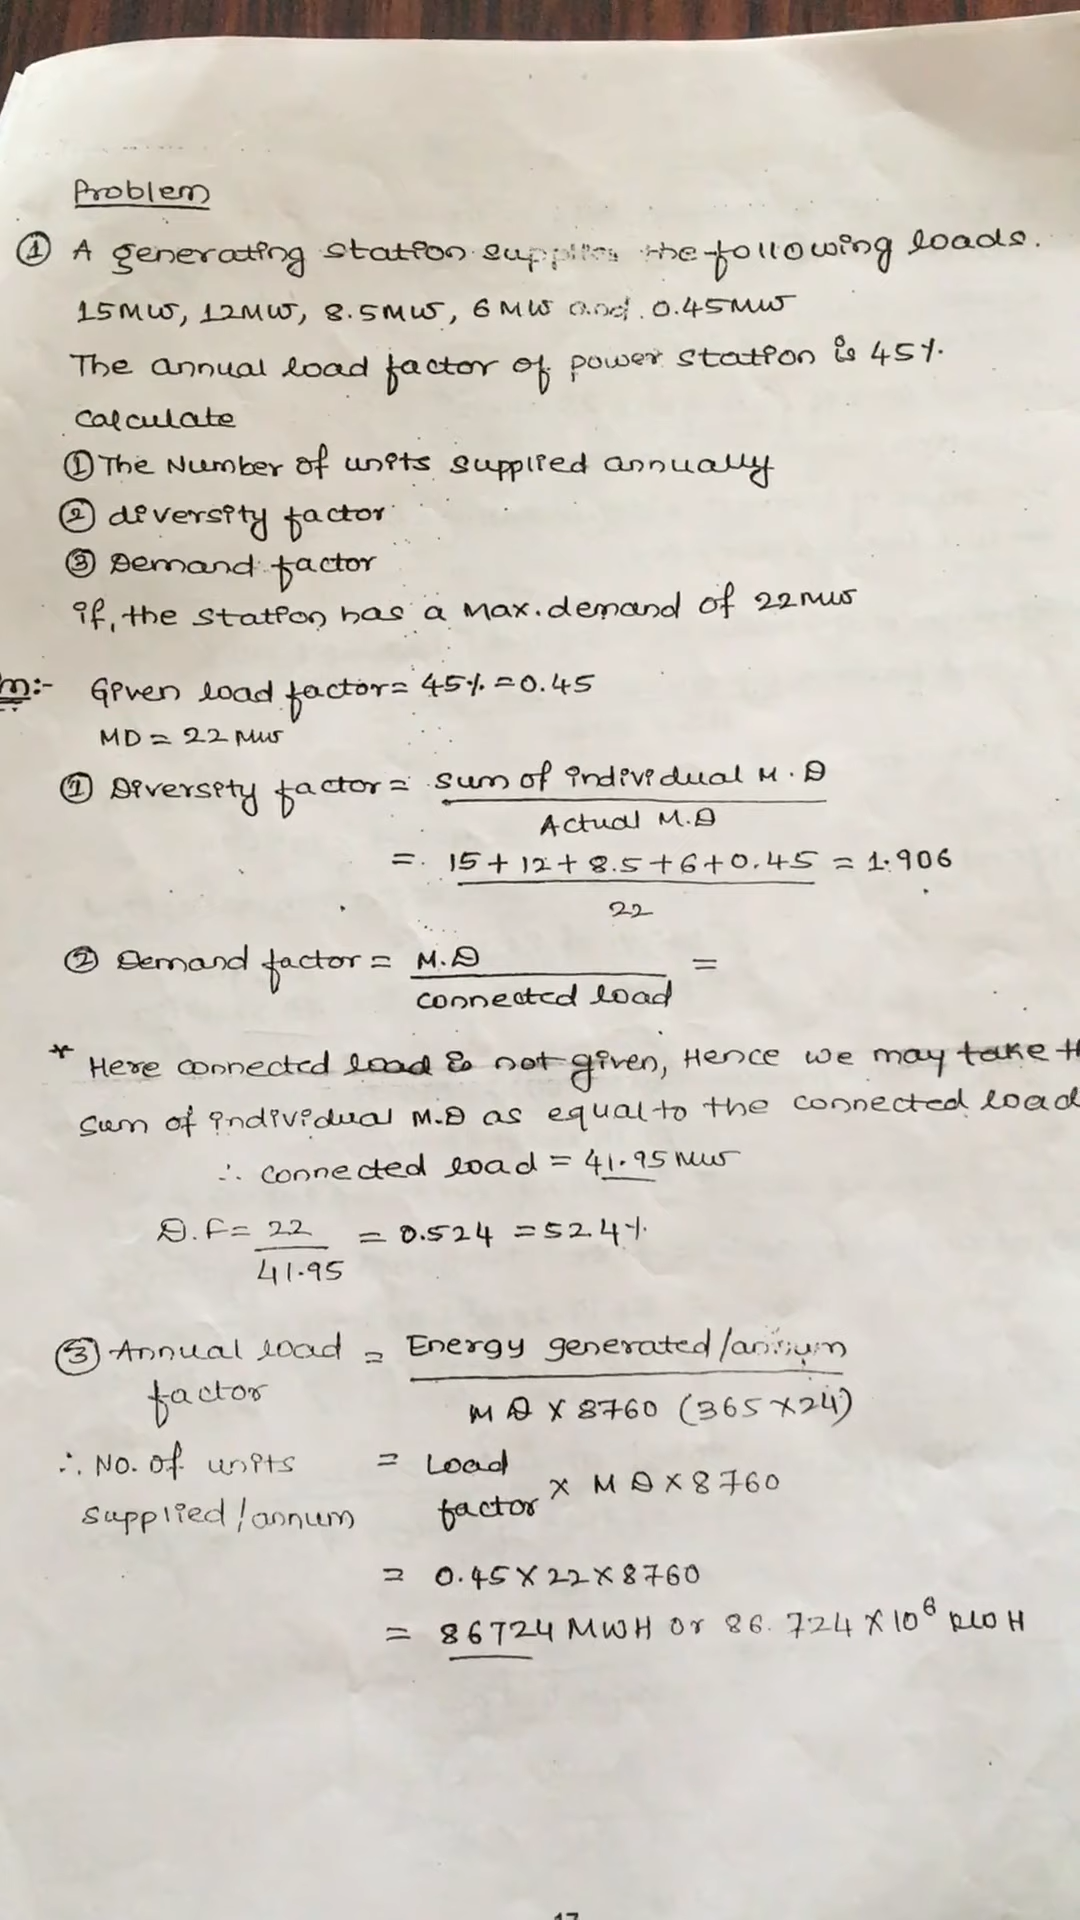 Problem
① A generating station supplies the following loads.
15MW, 12MW, 8.5MW, 6 MW and 0.45MW
The annual load factor of power station is 45%.
Calculate
① The Number of units supplied annually
② diversity factor
③ Demand factor
if, the station has a Max. demand of 22MW
n:- Given load factor = 45% = 0.45
MD = 22 MW
① Diversity factor = Sum of individual M.D
Actual M.D
= 15 + 12 + 8.5 + 6 + 0.45 = 1.906
22
② Demand factor = M.D =
connected load
* Here connected load is not given, Hence we may take
Sum of individual M.D as equal to the connected load
∴ connected load = 41.95 MW
D.F = 22 = 0.524 = 52.4%
41.95
③ Annual load = Energy generated/annum
factor
MD X 8760 (365 X 24)
∴ No. of units = Load X MD X 8760
supplied/annum factor
= 0.45 X 22 X 8760
= 86724 MWH or 86.724 X 10⁶ KWH
17